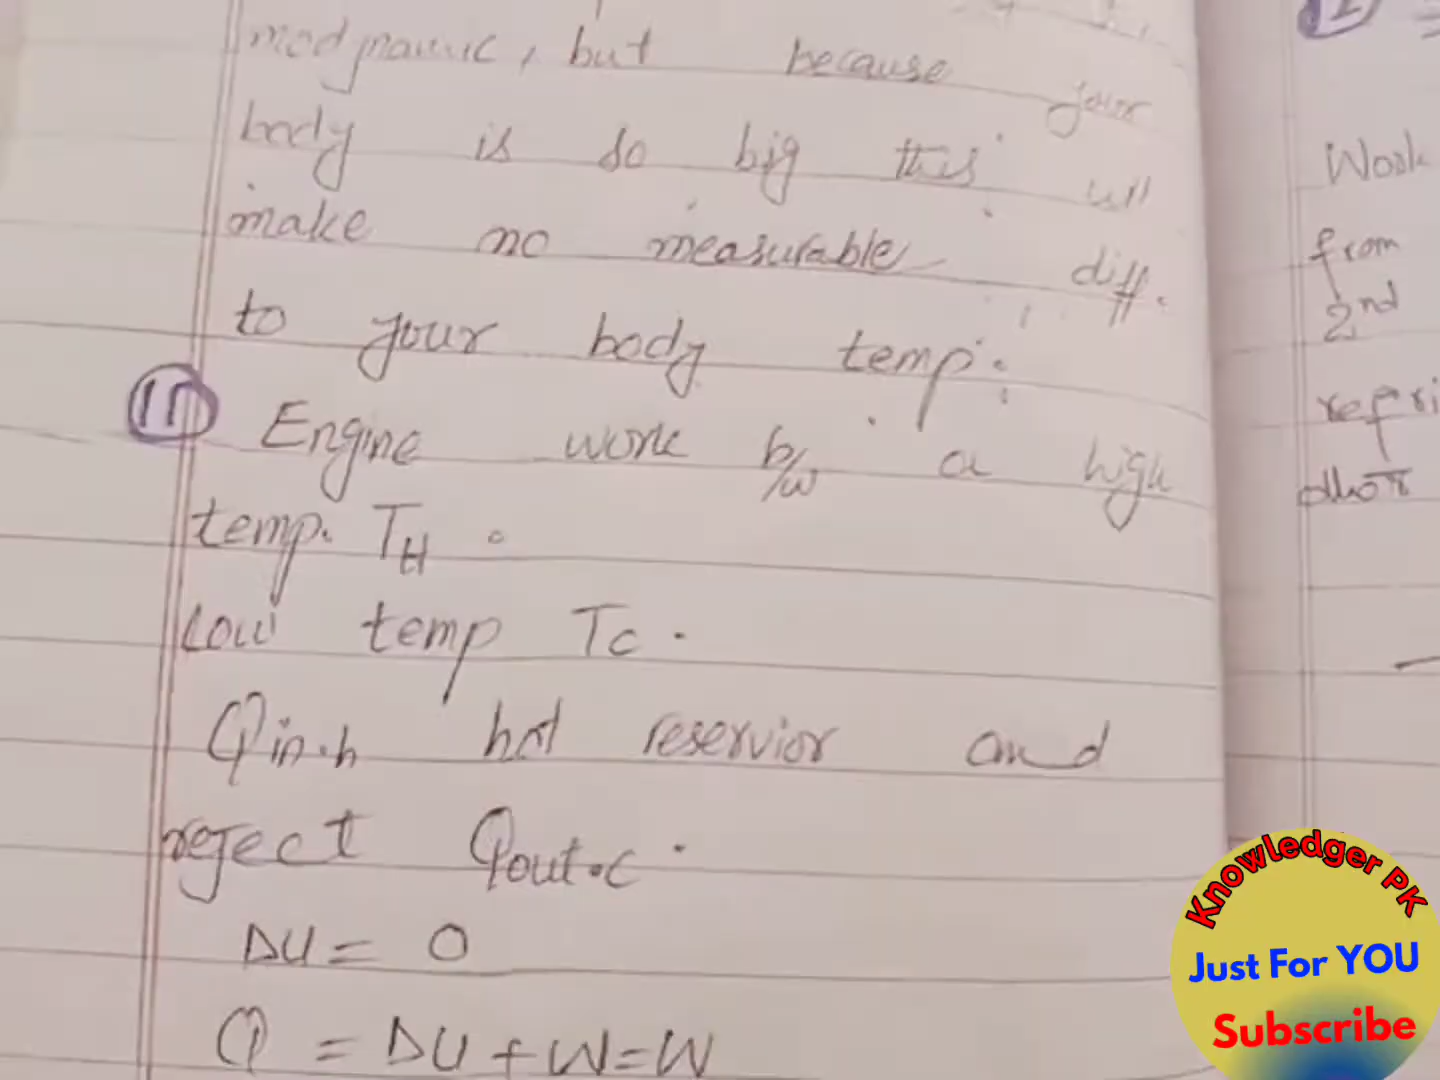 modynamic, but because your
body is so big this will
make no measurable diff.
to your body temp.
11 Engine work b/w a high
temp. TH.
Low temp Tc.
Qin.h hot reservior and
reject Qout.c.
ΔU = 0
Q = ΔU + W = W
Work
from
2nd
refri
Knowledger PK
Just For YOU
Subscribe